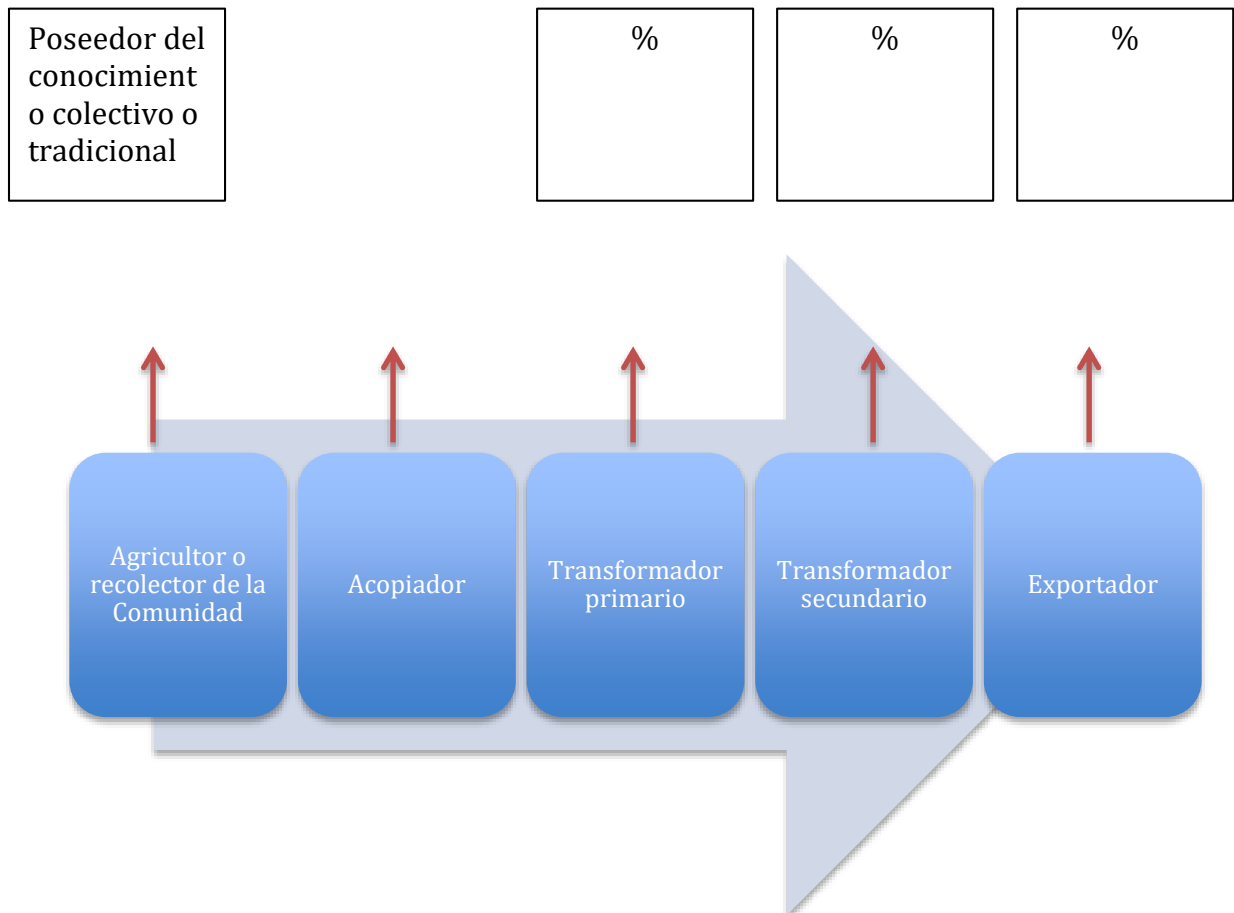 Poseedor del
conocimient
o colectivo o
tradicional
%
%
%
Agricultor o
recolector de la
Comunidad
Acopiador
Transformador
primario
Transformador
secundario
Exportador